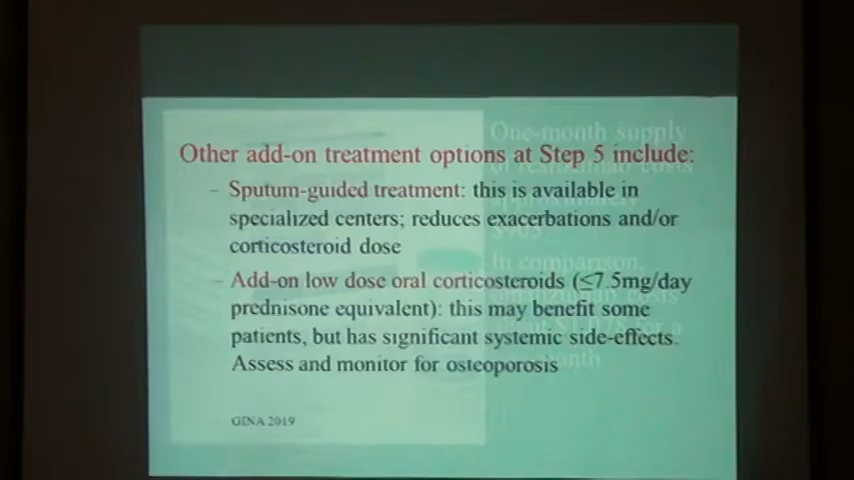 Other add-on treatment options at Step 5 include:
– Sputum-guided treatment: this is available in
specialized centers; reduces exacerbations and/or
corticosteroid dose
– Add-on low dose oral corticosteroids (≤7.5mg/day
prednisone equivalent): this may benefit some
patients, but has significant systemic side-effects.
Assess and monitor for osteoporosis
GINA 2019
One-month supply
costs
In comparison,
costs